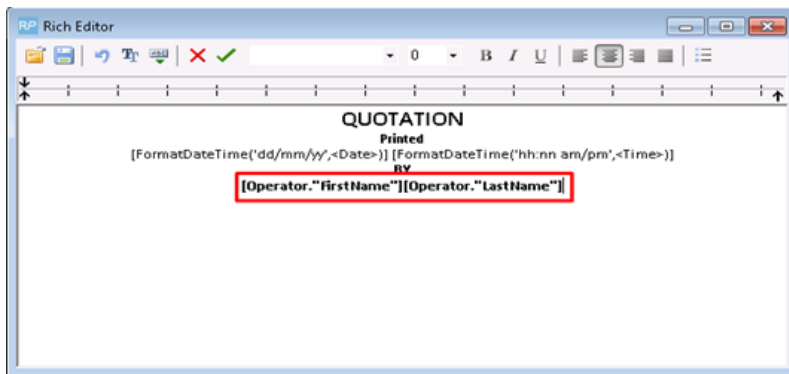 RP Rich Editor
0 B I U
QUOTATION
Printed
[FormatDateTime('dd/mm/yy',<Date>)] [FormatDateTime('hh:nn am/pm',<Time>)]
BY
[Operator."FirstName"][Operator."LastName"]